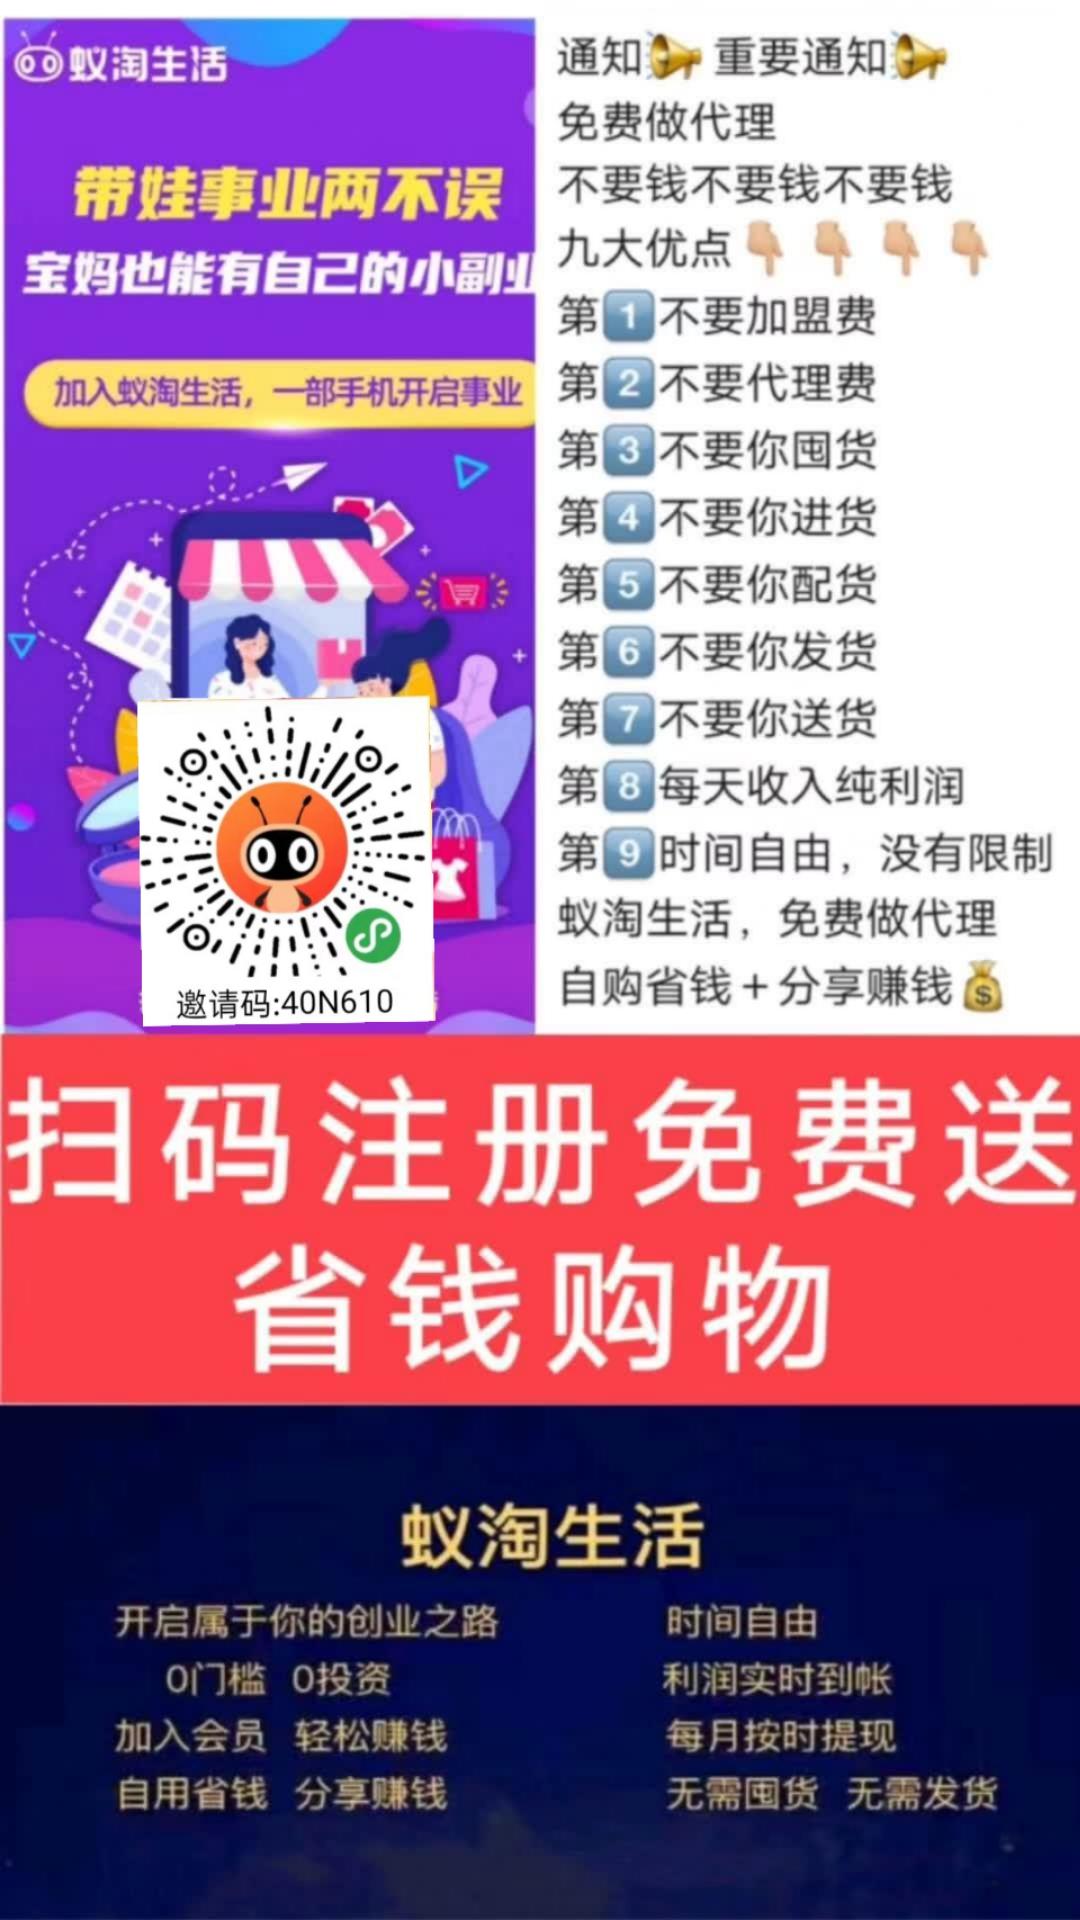 蚁淘生活
带娃事业两不误
宝妈也能有自己的小副业
加入蚁淘生活，一部手机开启事业
邀请码:40N610
通知📢重要通知📢
免费做代理
不要钱不要钱不要钱
九大优点👇🏻👇🏻👇🏻👇🏻
第1️⃣不要加盟费
第2️⃣不要代理费
第3️⃣不要你囤货
第4️⃣不要你进货
第5️⃣不要你配货
第6️⃣不要你发货
第7️⃣不要你送货
第8️⃣每天收入纯利润
第9️⃣时间自由，没有限制
蚁淘生活，免费做代理
自购省钱＋分享赚钱💰
扫码注册免费送
省钱购物
蚁淘生活
开启属于你的创业之路
0门槛 0投资
加入会员 轻松赚钱
自用省钱 分享赚钱
时间自由
利润实时到帐
每月按时提现
无需囤货 无需发货